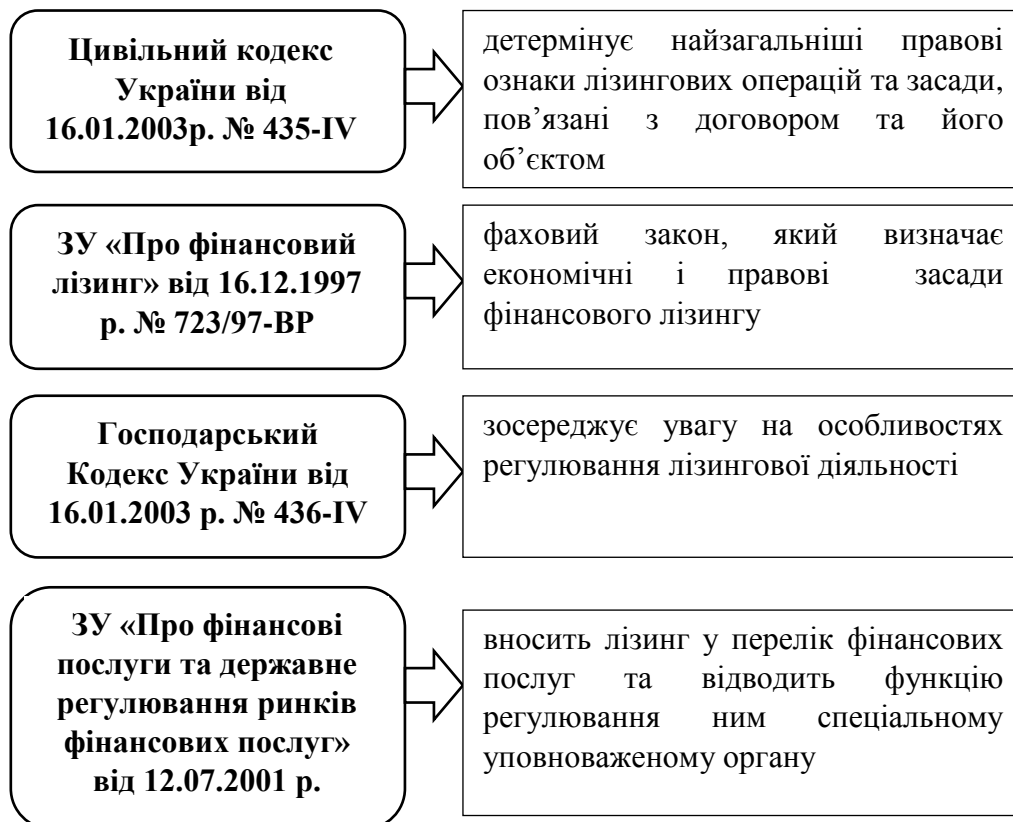 Цивільний кодекс
України від
16.01.2003р. № 435-IV
детермінує найзагальніші правові
ознаки лізингових операцій та засади,
пов’язані з договором та його
об’єктом
ЗУ «Про фінансовий
лізинг» від 16.12.1997
р. № 723/97-ВР
фаховий закон, який визначає
економічні і правові засади
фінансового лізингу
Господарський
Кодекс України від
16.01.2003 р. № 436-IV
зосереджує увагу на особливостях
регулювання лізингової діяльності
ЗУ «Про фінансові
послуги та державне
регулювання ринків
фінансових послуг»
від 12.07.2001 р.
вносить лізинг у перелік фінансових
послуг та відводить функцію
регулювання ним спеціальному
уповноваженому органу